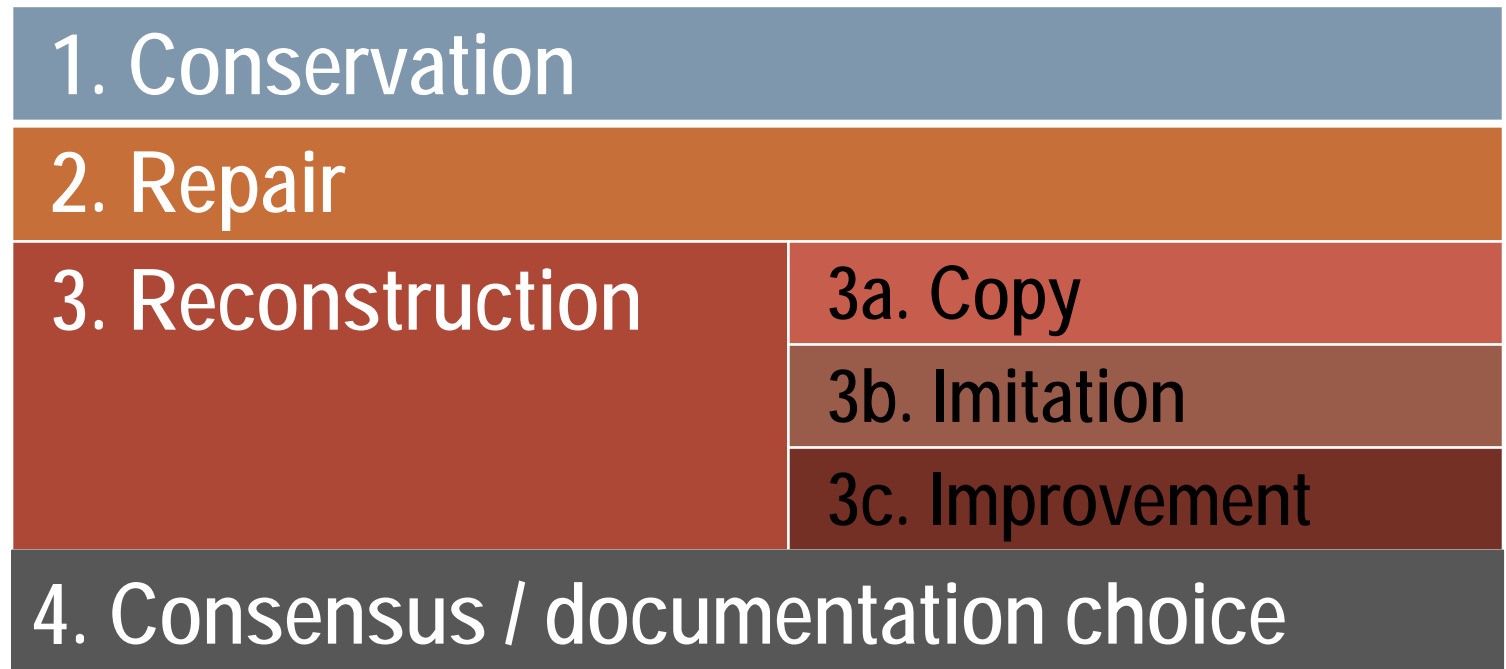 1. Conservation
2. Repair
3. Reconstruction
3a. Copy
3b. Imitation
3c. Improvement
4. Consensus / documentation choice